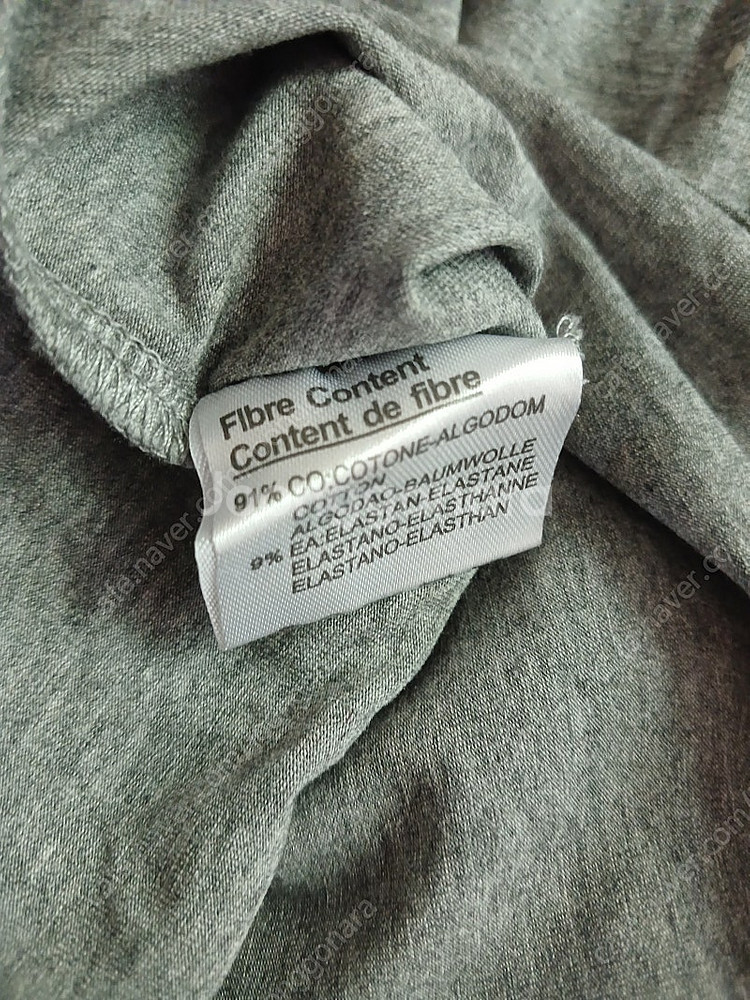 FIbre Content
Content de fibre
91% CO:COTONE-ALGODOM
COTTON
ALGODAO-BAUMWOLLE
EA:ELASTAN-ELASTANE
9% ELASTANO-ELASTHANNE
ELASTANO-ELASTHAN